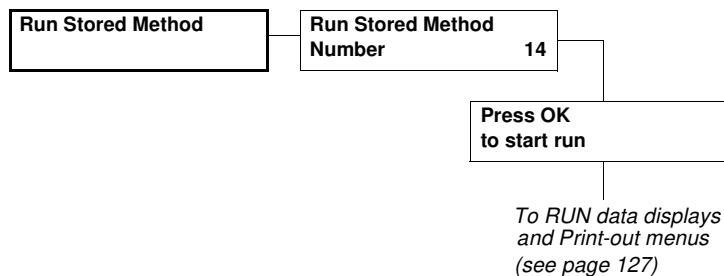 Run Stored Method
Run Stored Method
Number 14
Press OK
to start run
To RUN data displays
and Print-out menus
(see page 127)